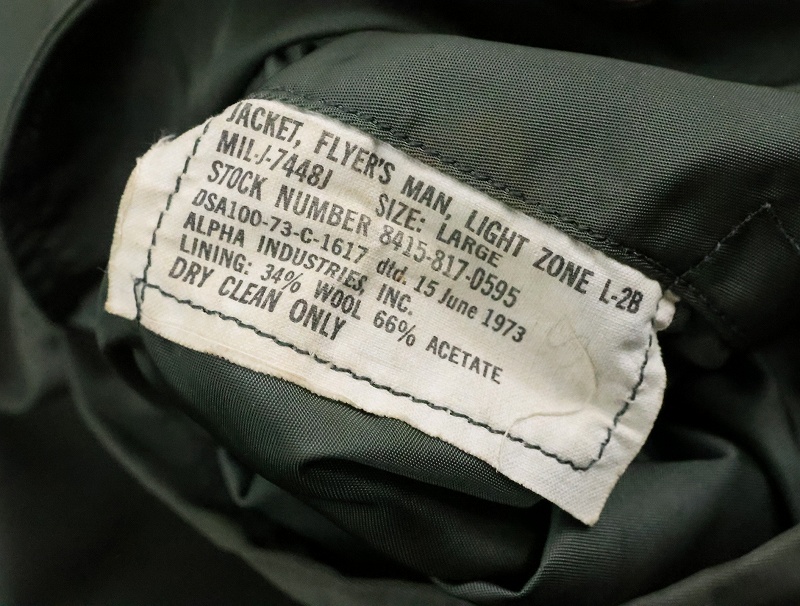 JACKET, FLYER'S MAN, LIGHT ZONE L-2B
MIL-J-7448J SIZE: LARGE
STOCK NUMBER 8415-817-0595
DSA100-73-C-1617 dtd. 15 June 1973
ALPHA INDUSTRIES, INC.
LINING: 34% WOOL 66% ACETATE
DRY CLEAN ONLY